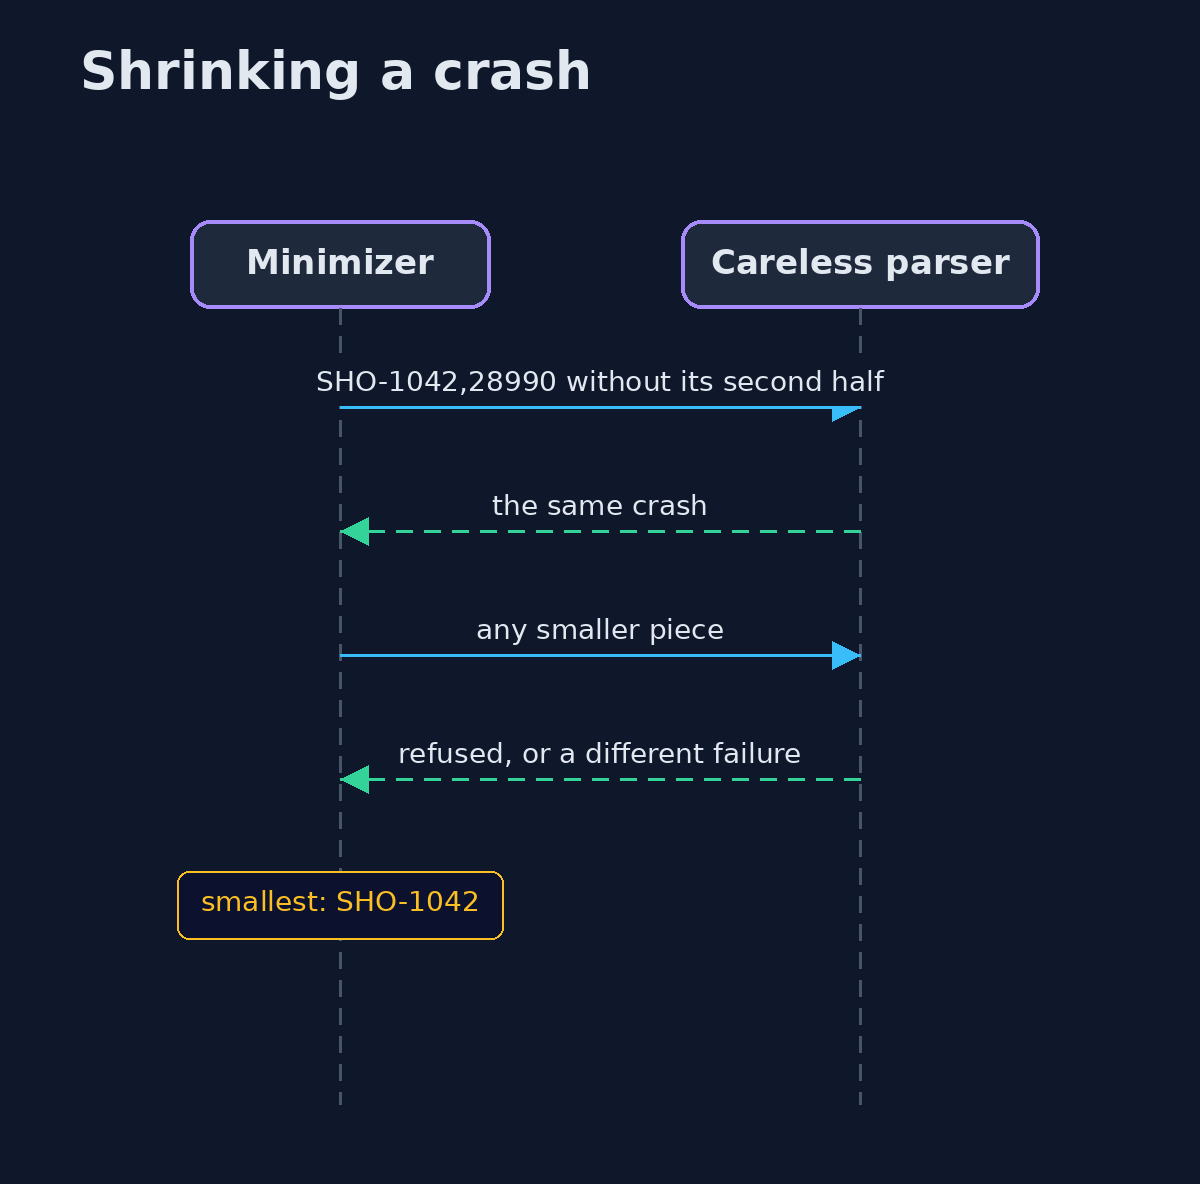 Shrinking a crash
Minimizer
Careless parser
SHO-1042,28990 without its second half
the same crash
any smaller piece
refused, or a different failure
smallest: SHO-1042